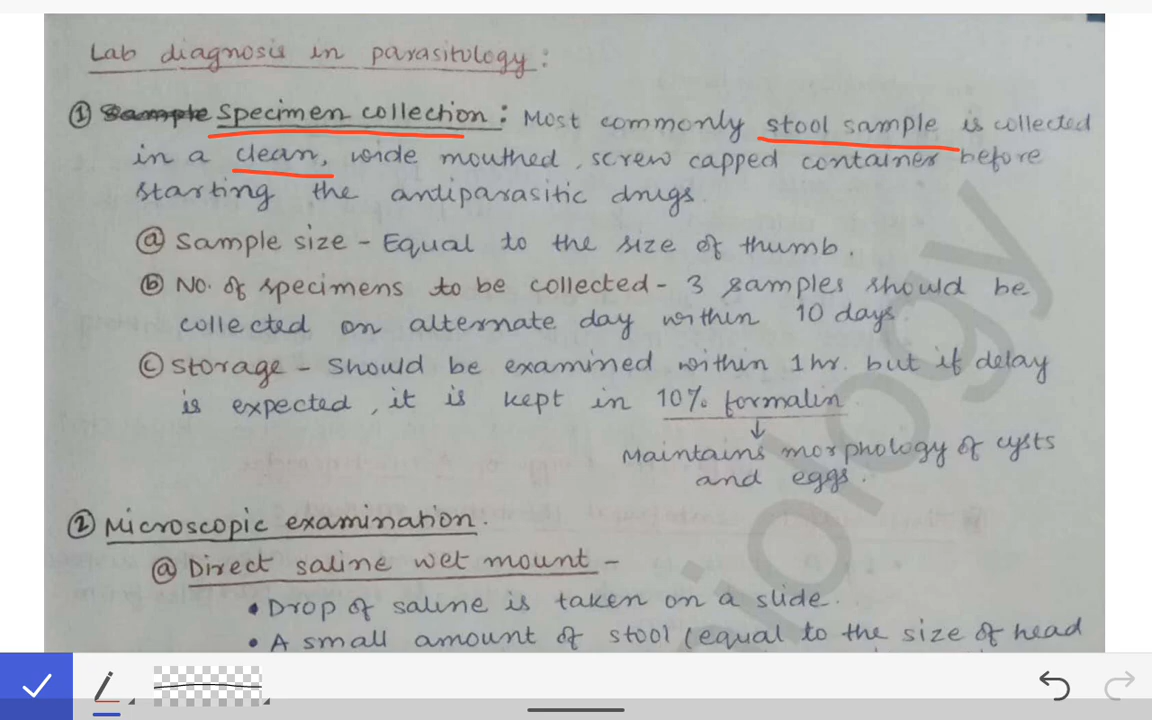 Lab diagnosis in parasitology :
① Sample Specimen collection : Most commonly stool sample is collected
in a clean, wide mouthed, screw capped container before
starting the antiparasitic drugs.
ⓐ Sample size - Equal to the size of thumb.
ⓑ No. of specimens to be collected - 3 samples should be
collected on alternate day within 10 days.
ⓒ Storage - Should be examined within 1hr. but if delay
is expected, it is kept in 10% formalin
↓
Maintains morphology of cysts
and eggs.
② Microscopic examination.
ⓐ Direct saline wet mount -
• Drop of saline is taken on a slide.
• A small amount of stool (equal to the size of head
iology